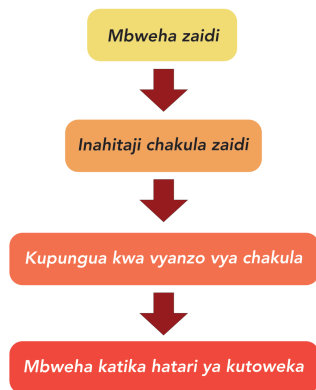 Mbweha zaidi
Inahitaji chakula zaidi
Kupungua kwa vyanzo vya chakula
Mbweha katika hatari ya kutoweka